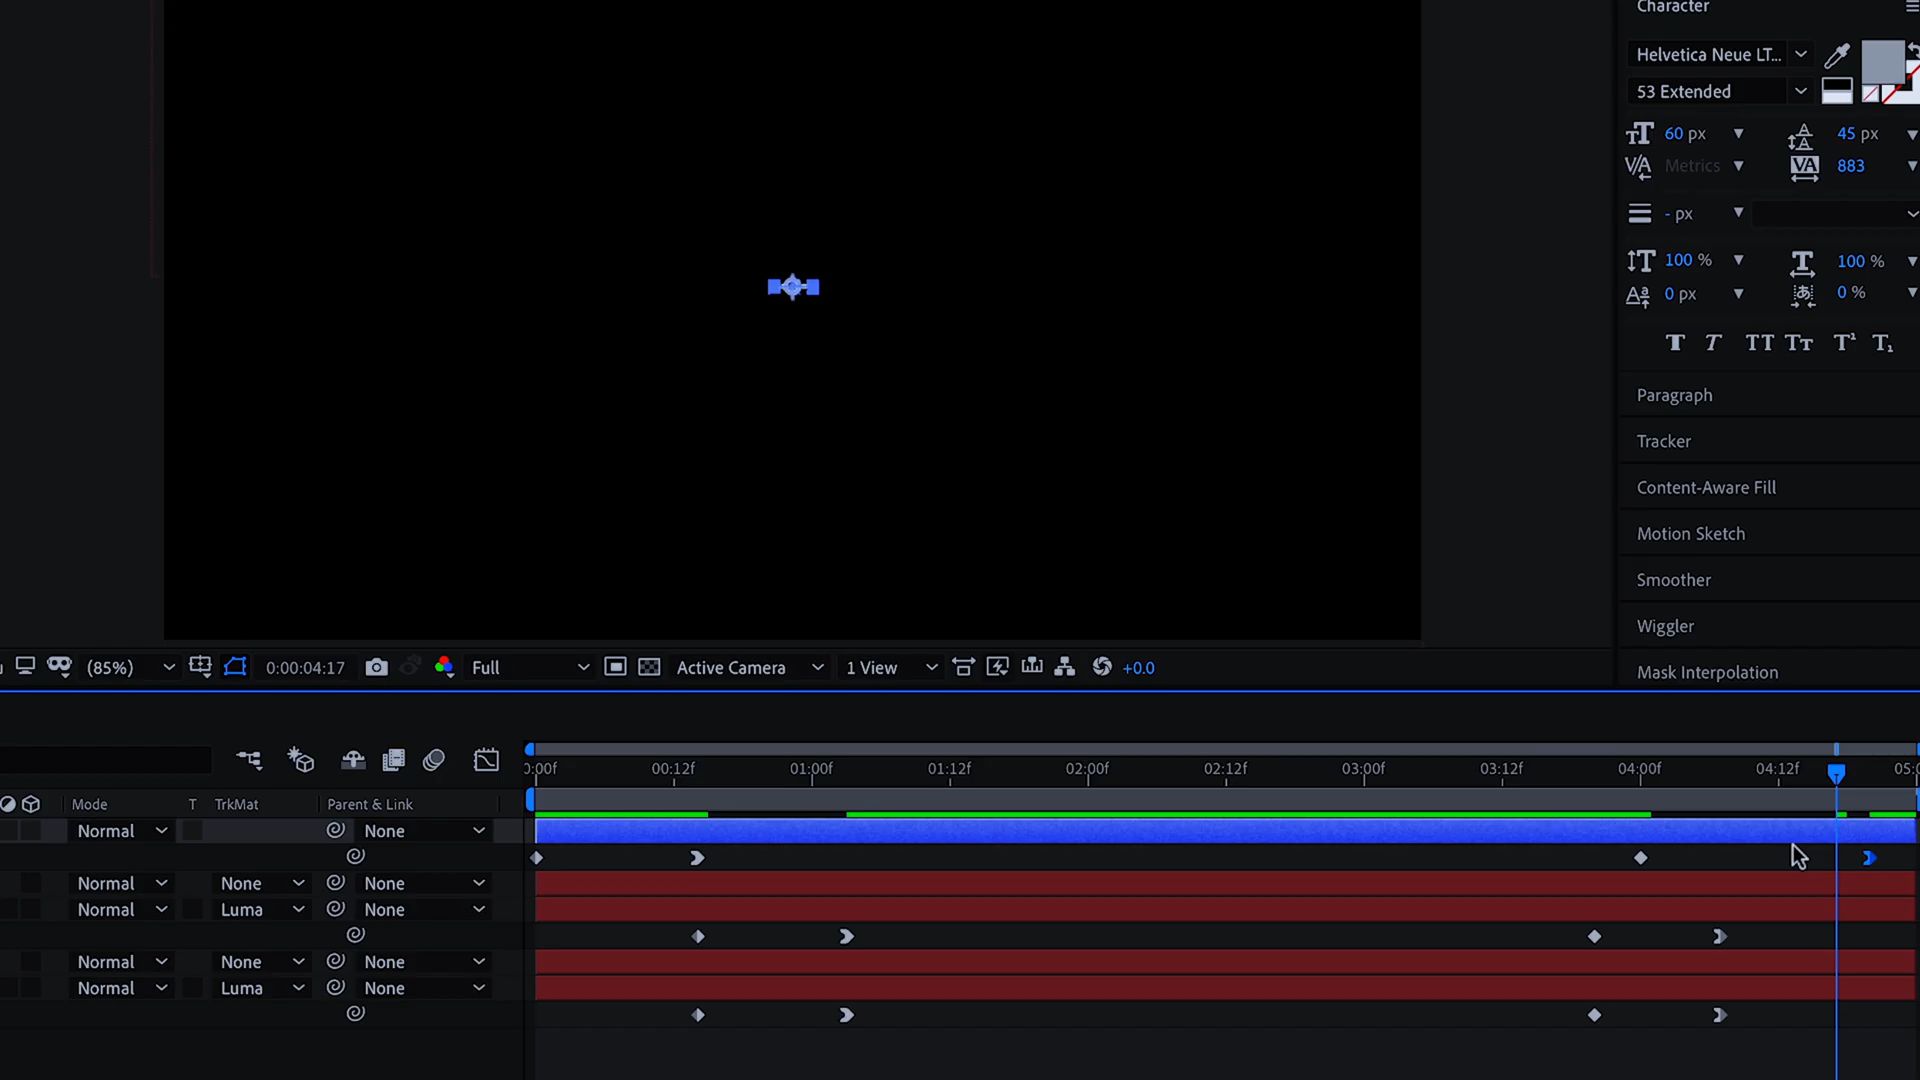 Character
Helvetica Neue LT...
53 Extended
60 px
45 px
Metrics
883
- px
100 %
100 %
0 px
0 %
Paragraph
Tracker
Content-Aware Fill
Motion Sketch
Smoother
Wiggler
Mask Interpolation
(85%)
0:00:04:17
Full
Active Camera
1 View
+0.0
0:00f
00:12f
01:00f
01:12f
02:00f
02:12f
03:00f
03:12f
04:00f
04:12f
05:0
Mode
T
TrkMat
Parent & Link
Normal
None
Normal
None
None
Normal
Luma
None
Normal
None
None
Normal
Luma
None